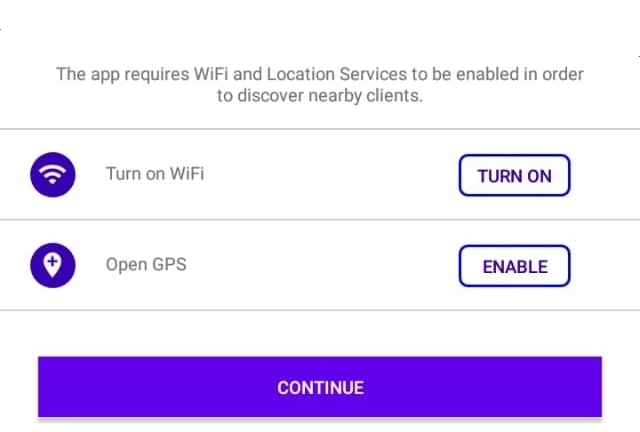 The app requires WiFi and Location Services to be enabled in order
to discover nearby clients.
Turn on WiFi
TURN ON
Open GPS
ENABLE
CONTINUE